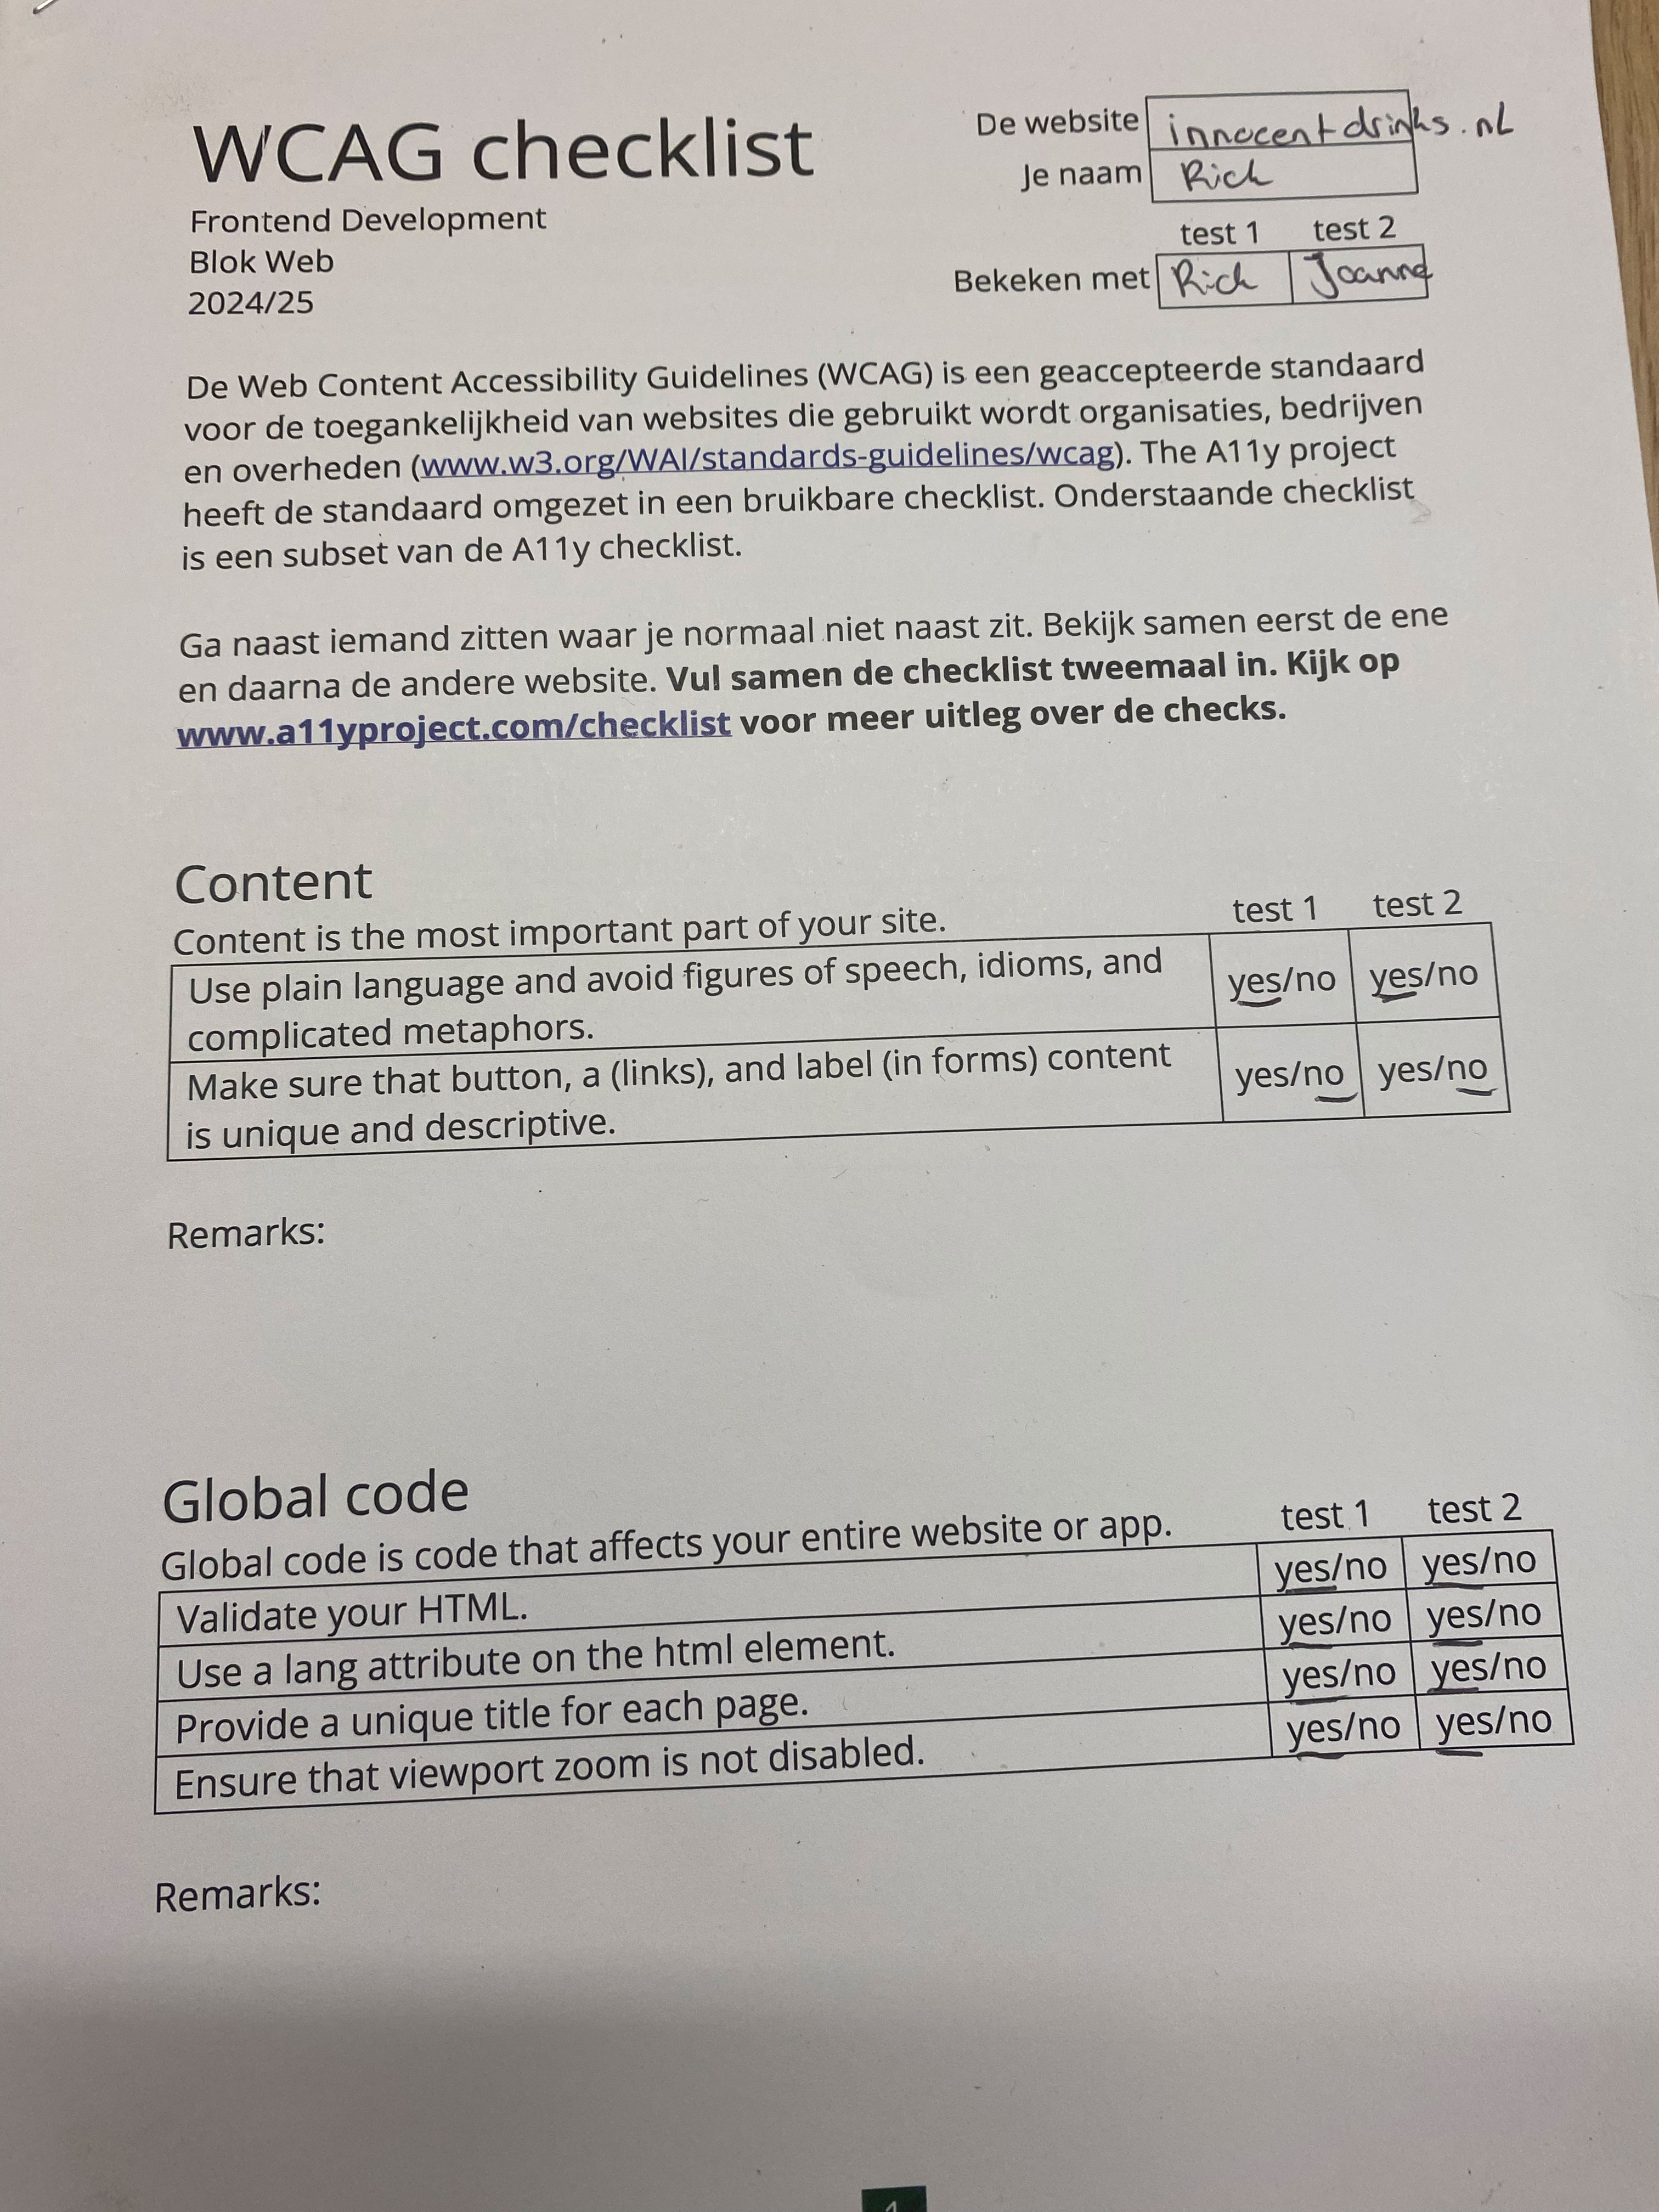 WCAG checklist
Frontend Development
Blok Web
2024/25
De website innocentdrinks.nl
Je naam Rich
test 1 test 2
Bekeken met Rich Joanne
De Web Content Accessibility Guidelines (WCAG) is een geaccepteerde standaard
voor de toegankelijkheid van websites die gebruikt wordt organisaties, bedrijven
en overheden (www.w3.org/WAI/standards-guidelines/wcag). The A11y project
heeft de standaard omgezet in een bruikbare checklist. Onderstaande checklist
is een subset van de A11y checklist.
Ga naast iemand zitten waar je normaal niet naast zit. Bekijk samen eerst de ene
en daarna de andere website. Vul samen de checklist tweemaal in. Kijk op
www.a11yproject.com/checklist voor meer uitleg over de checks.
Content
Content is the most important part of your site. test 1 test 2
Use plain language and avoid figures of speech, idioms, and
complicated metaphors. yes/no yes/no
Make sure that button, a (links), and label (in forms) content
is unique and descriptive. yes/no yes/no
Remarks:
Global code
Global code is code that affects your entire website or app. test 1 test 2
Validate your HTML. yes/no yes/no
Use a lang attribute on the html element. yes/no yes/no
Provide a unique title for each page. yes/no yes/no
Ensure that viewport zoom is not disabled. yes/no yes/no
Remarks: